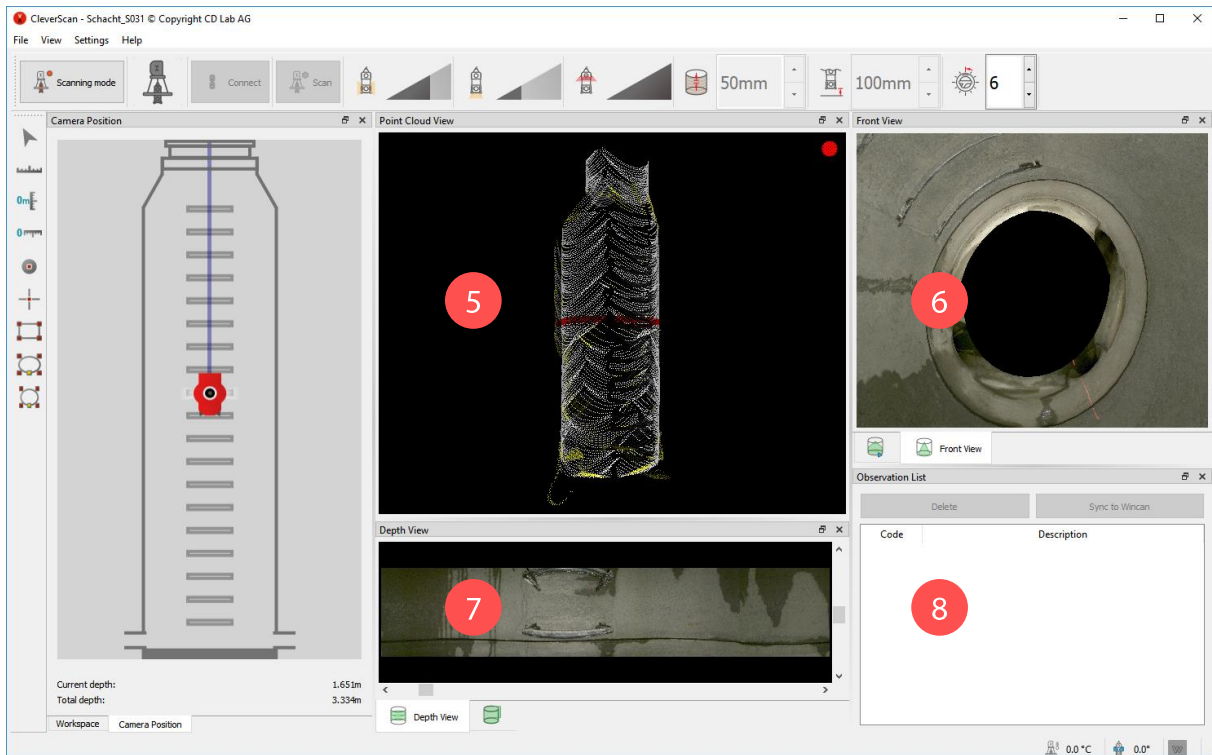 CleverScan - Schacht_S031 © Copyright CD Lab AG
File View Settings Help
Scanning mode
Connect
Scan
50mm
100mm
6
Camera Position
Point Cloud View
Front View
0m
0
5
6
Front View
Observation List
Delete
Sync to Wincan
Code
Description
Depth View
7
8
Current depth: 1.651m
Total depth: 3.334m
Depth View
Workspace
Camera Position
0.0 °C
0.0°
W